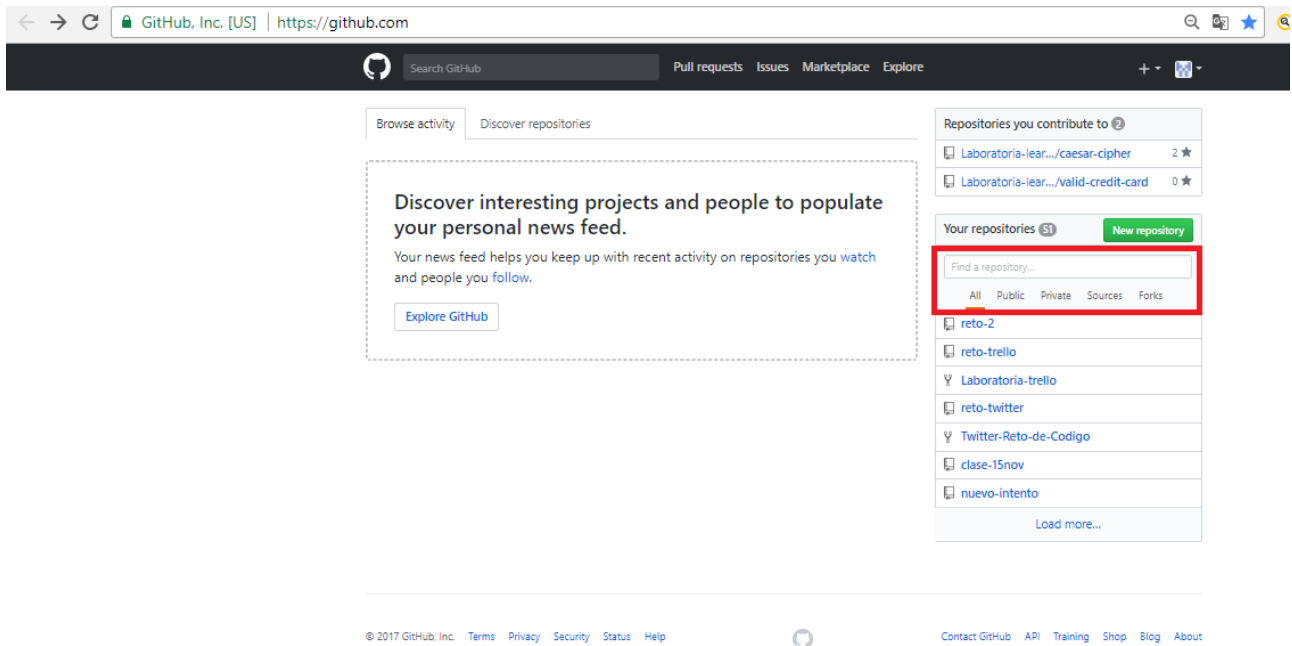 GitHub, Inc. [US] | https://github.com
Search GitHub
Pull requests Issues Marketplace Explore
Browse activity Discover repositories
Discover interesting projects and people to populate
your personal news feed.
Your news feed helps you keep up with recent activity on repositories you watch
and people you follow.
Explore GitHub
Repositories you contribute to 2
Laboratoria-lear.../caesar-cipher 2
Laboratoria-lear.../valid-credit-card 0
Your repositories 51 New repository
Find a repository...
All Public Private Sources Forks
reto-2
reto-trello
Laboratoria-trello
reto-twitter
Twitter-Reto-de-Codigo
clase-15nov
nuevo-intento
Load more...
© 2017 GitHub, Inc. Terms Privacy Security Status Help
Contact GitHub API Training Shop Blog About